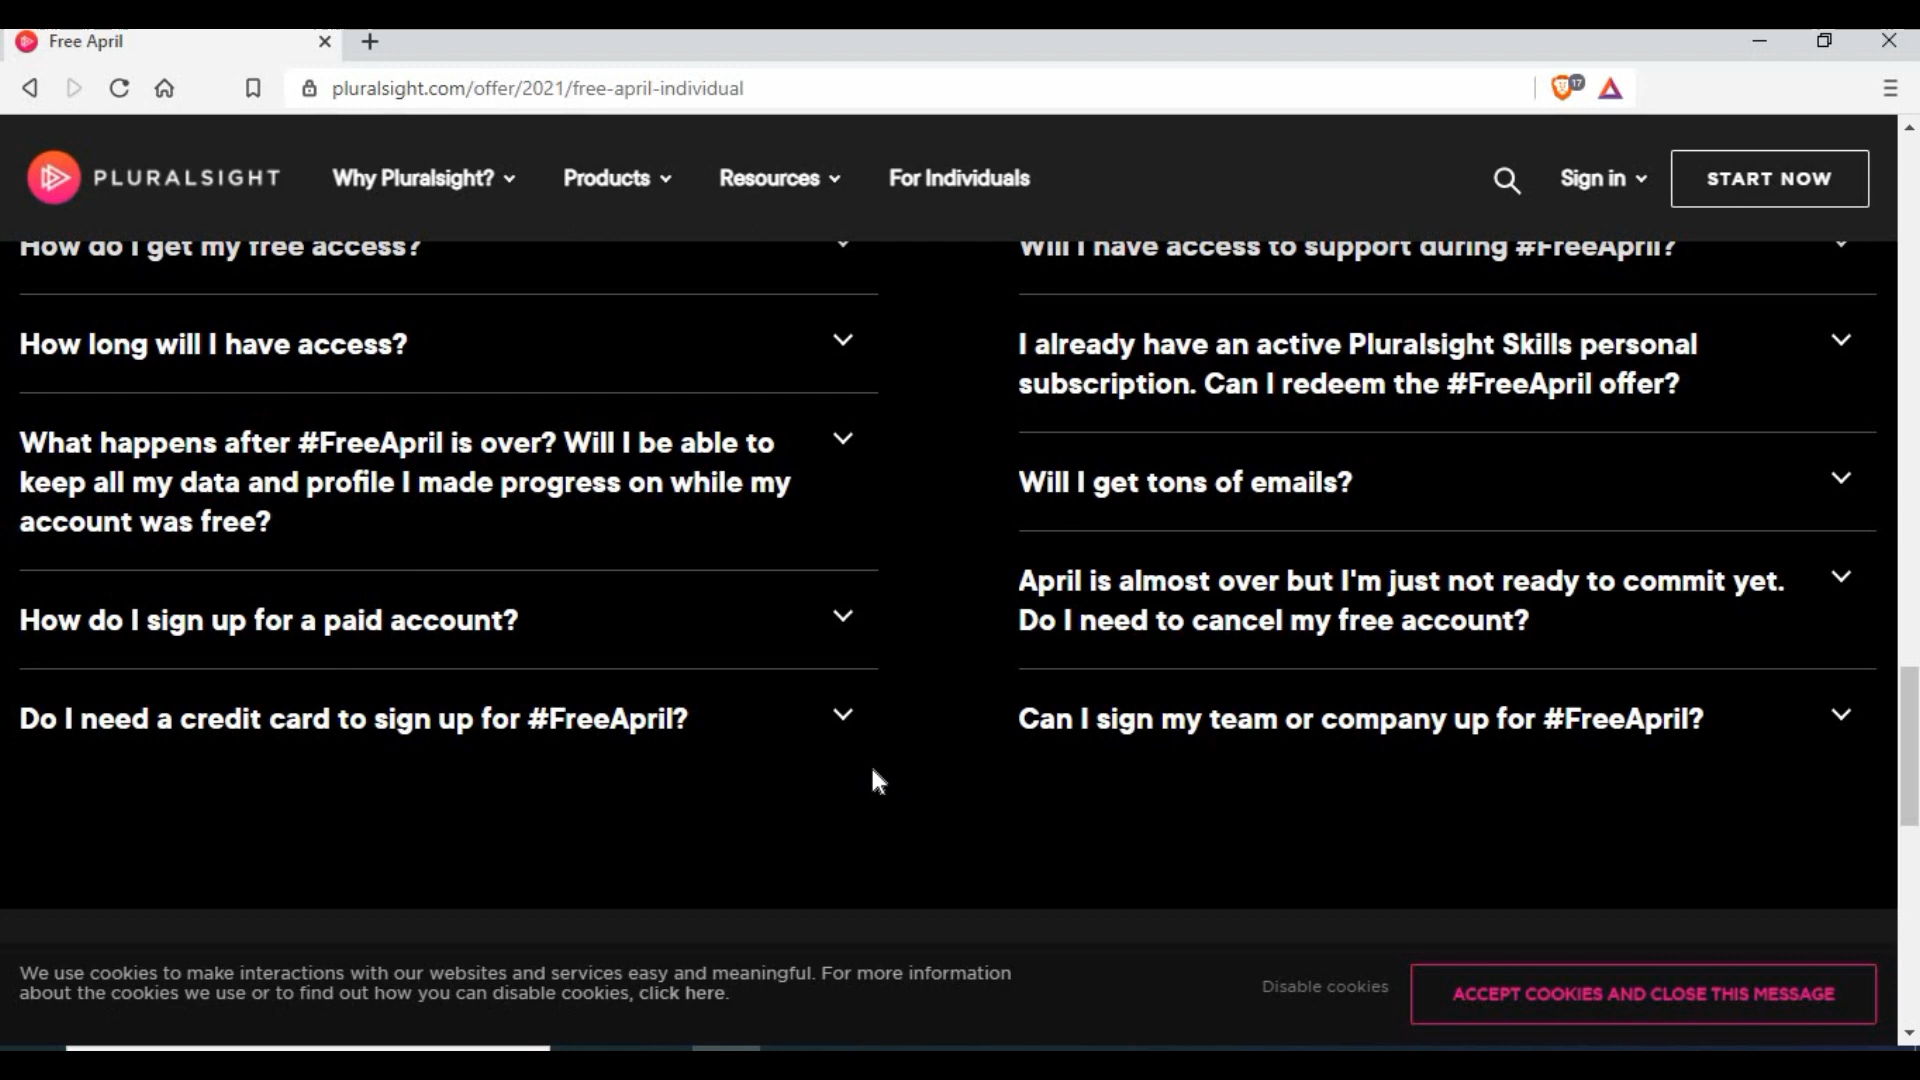 Free April
pluralsight.com/offer/2021/free-april-individual
17
PLURALSIGHT
Why Pluralsight?
Products
Resources
For Individuals
Sign in
START NOW
How do I get my free access?
How long will I have access?
What happens after #FreeApril is over? Will I be able to
keep all my data and profile I made progress on while my
account was free?
How do I sign up for a paid account?
Do I need a credit card to sign up for #FreeApril?
Will I have access to support during #FreeApril?
I already have an active Pluralsight Skills personal
subscription. Can I redeem the #FreeApril offer?
Will I get tons of emails?
April is almost over but I'm just not ready to commit yet.
Do I need to cancel my free account?
Can I sign my team or company up for #FreeApril?
We use cookies to make interactions with our websites and services easy and meaningful. For more information
about the cookies we use or to find out how you can disable cookies, click here.
Disable cookies
ACCEPT COOKIES AND CLOSE THIS MESSAGE